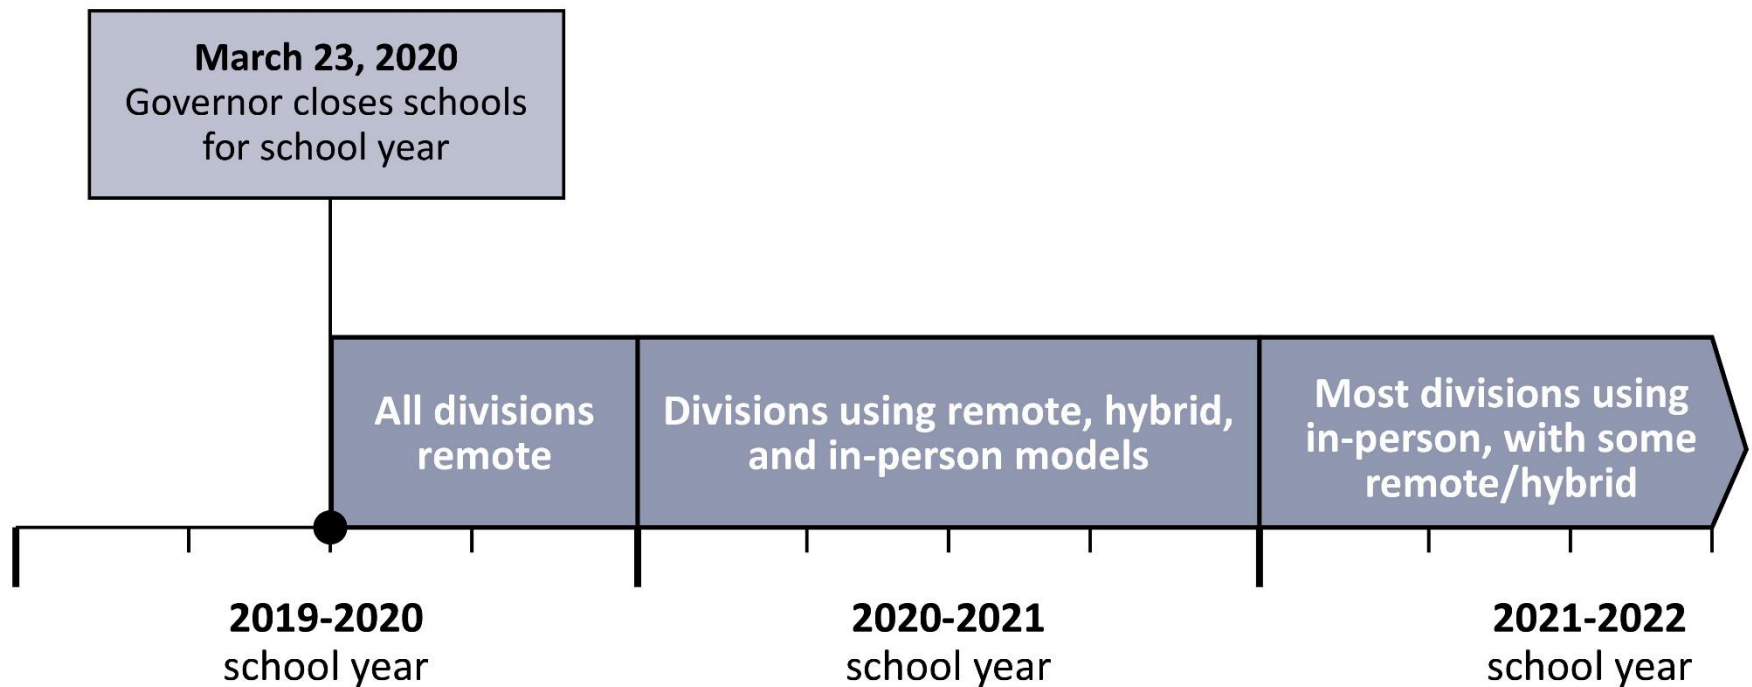 March 23, 2020
Governor closes schools
for school year
All divisions
remote
Divisions using remote, hybrid,
and in-person models
Most divisions using
in-person, with some
remote/hybrid
2019-2020
school year
2020-2021
school year
2021-2022
school year